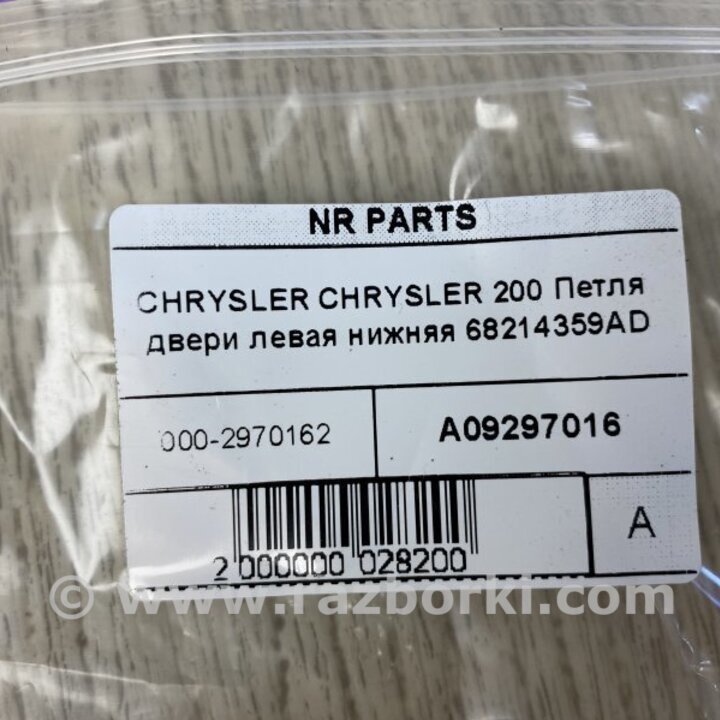 NR PARTS
CHRYSLER CHRYSLER 200 Петля
двери левая нижняя 68214359AD
000-2970162
A09297016
2 000000 028200
A
© www.razborki.com